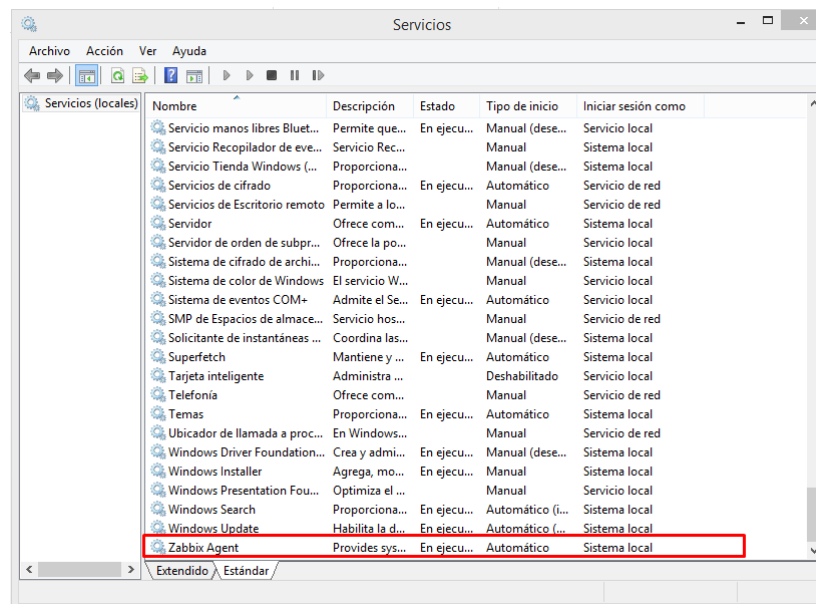 Servicios
Archivo Acción Ver Ayuda
Servicios (locales)
Nombre Descripción Estado Tipo de inicio Iniciar sesión como
Servicio manos libres Bluet... Permite que... En ejecu... Manual (dese... Servicio local
Servicio Recopilador de eve... Servicio Rec... Manual Sistema local
Servicio Tienda Windows (... Proporciona... Manual (dese... Sistema local
Servicios de cifrado Proporciona... En ejecu... Automático Servicio de red
Servicios de Escritorio remoto Permite a lo... Manual Servicio de red
Servidor Ofrece com... En ejecu... Automático Sistema local
Servidor de orden de subpr... Ofrece la po... Manual Servicio local
Sistema de cifrado de archi... Proporciona... Manual (dese... Sistema local
Sistema de color de Windows El servicio W... Manual Servicio local
Sistema de eventos COM+ Admite el Se... En ejecu... Automático Servicio local
SMP de Espacios de almace... Servicio hos... Manual Servicio de red
Solicitante de instantáneas ... Coordina las... Manual (dese... Sistema local
Superfetch Mantiene y ... En ejecu... Automático Sistema local
Tarjeta inteligente Administra ... Deshabilitado Servicio local
Telefonía Ofrece com... Manual Servicio de red
Temas Proporciona... En ejecu... Automático Sistema local
Ubicador de llamada a proc... En Windows... Manual Servicio de red
Windows Driver Foundation... Crea y admi... En ejecu... Manual (dese... Sistema local
Windows Installer Agrega, mo... En ejecu... Manual Sistema local
Windows Presentation Fou... Optimiza el ... Manual Servicio local
Windows Search Proporciona... En ejecu... Automático (i... Sistema local
Windows Update Habilita la d... En ejecu... Automático (... Sistema local
Zabbix Agent Provides sys... En ejecu... Automático Sistema local
Extendido Estándar